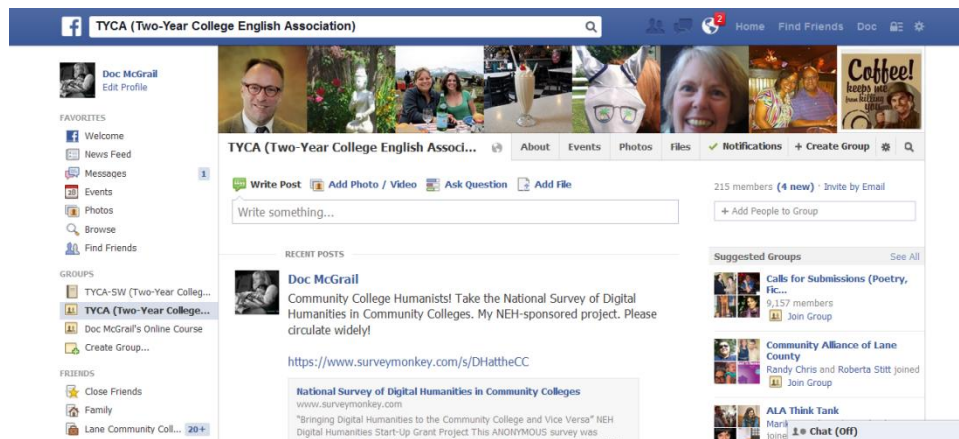 TYCA (Two-Year College English Association)
2
Home Find Friends Doc
Doc McGrail
Edit Profile
FAVORITES
Welcome
News Feed
Messages 1
Events
Photos
Browse
Find Friends
GROUPS
TYCA-SW (Two-Year Colleg...
TYCA (Two-Year College...
Doc McGrail's Online Course
Create Group...
FRIENDS
Close Friends
Family
Lane Community Coll... 20+
Coffee!
keeps me
from killing
you.
TYCA (Two-Year College English Associ... About Events Photos Files Notifications + Create Group
Write Post Add Photo / Video Ask Question Add File
Write something...
RECENT POSTS
Doc McGrail
Community College Humanists! Take the National Survey of Digital
Humanities in Community Colleges. My NEH-sponsored project. Please
circulate widely!
https://www.surveymonkey.com/s/DHattheCC
National Survey of Digital Humanities in Community Colleges
www.surveymonkey.com
"Bringing Digital Humanities to the Community College and Vice Versa" NEH
Digital Humanities Start-Up Grant Project This ANONYMOUS survey was
215 members (4 new) · Invite by Email
+ Add People to Group
Suggested Groups See All
Calls for Submissions (Poetry,
Fic...
9,157 members
Join Group
Community Alliance of Lane
County
Randy Chris and Roberta Stitt joined
Join Group
ALA Think Tank
Chat (Off)